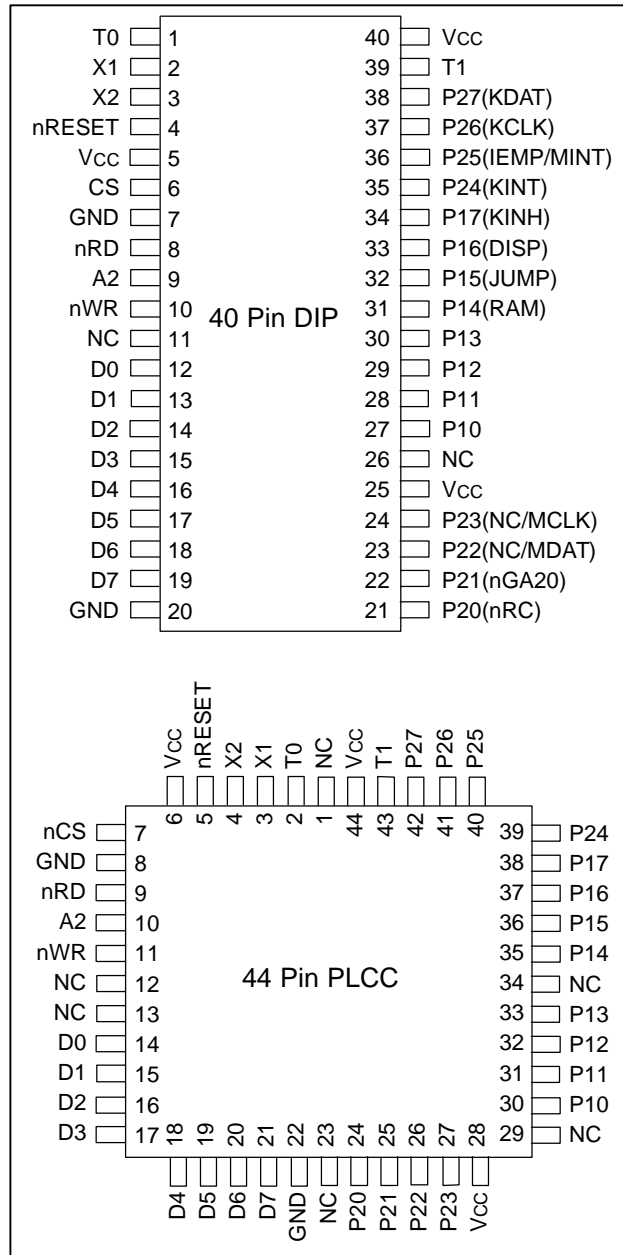 T0 1 40 VCC
X1 2 39 T1
X2 3 38 P27(KDAT)
nRESET 4 37 P26(KCLK)
VCC 5 36 P25(IEMP/MINT)
CS 6 35 P24(KINT)
GND 7 34 P17(KINH)
nRD 8 33 P16(DISP)
A2 9 32 P15(JUMP)
nWR 10 31 P14(RAM)
40 Pin DIP
NC 11 30 P13
D0 12 29 P12
D1 13 28 P11
D2 14 27 P10
D3 15 26 NC
D4 16 25 VCC
D5 17 24 P23(NC/MCLK)
D6 18 23 P22(NC/MDAT)
D7 19 22 P21(nGA20)
GND 20 21 P20(nRC)
VCC nRESET X2 X1 T0 NC VCC T1 P27 P26 P25
6 5 4 3 2 1 44 43 42 41 40
nCS 7 39 P24
GND 8 38 P17
nRD 9 37 P16
A2 10 36 P15
nWR 11 35 P14
NC 12 44 Pin PLCC 34 NC
NC 13 33 P13
D0 14 32 P12
D1 15 31 P11
D2 16 30 P10
D3 17 29 NC
18 19 20 21 22 23 24 25 26 27 28
D4 D5 D6 D7 GND NC P20 P21 P22 P23 VCC